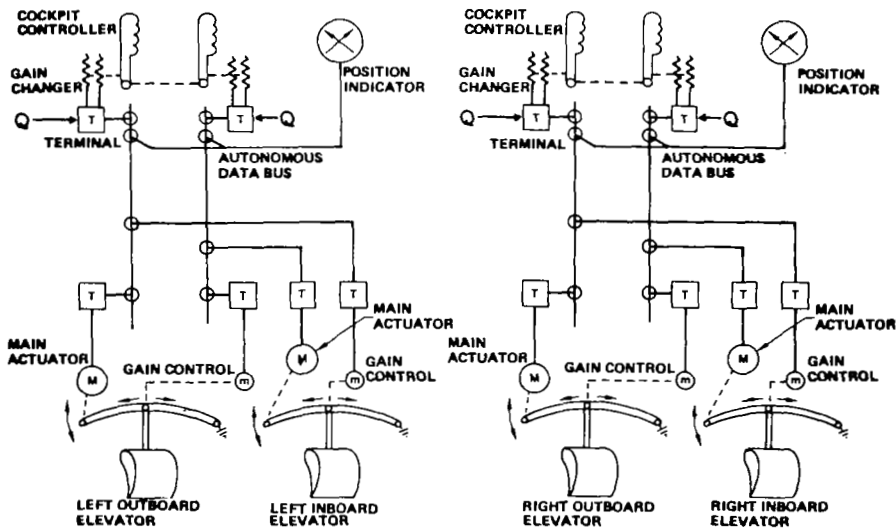 COCKPIT
CONTROLLER
GAIN
CHANGER
POSITION
INDICATOR
Q
T
T
Q
TERMINAL
AUTONOMOUS
DATA BUS
T
T
T
T
MAIN
ACTUATOR
MAIN
ACTUATOR
M
GAIN CONTROL
m
M
m
GAIN
CONTROL
LEFT OUTBOARD
ELEVATOR
LEFT INBOARD
ELEVATOR
COCKPIT
CONTROLLER
GAIN
CHANGER
POSITION
INDICATOR
Q
T
T
Q
TERMINAL
AUTONOMOUS
DATA BUS
T
T
T
T
MAIN
ACTUATOR
MAIN
ACTUATOR
M
GAIN CONTROL
m
M
m
GAIN
CONTROL
RIGHT OUTBOARD
ELEVATOR
RIGHT INBOARD
ELEVATOR